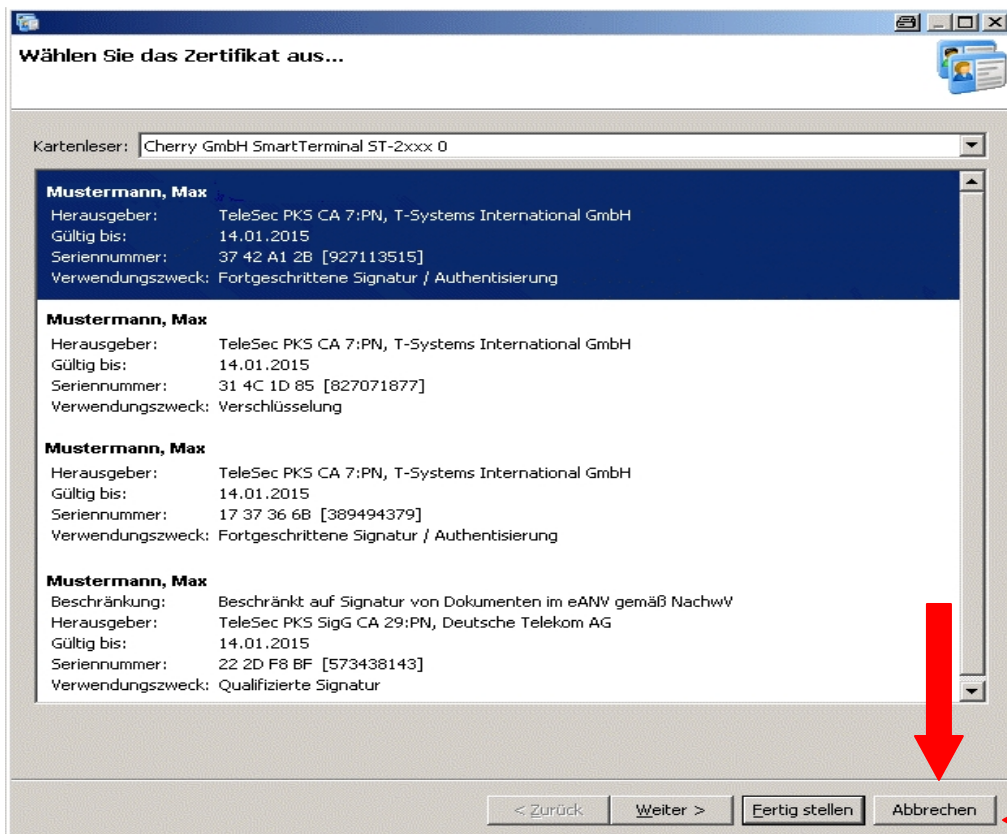 Wählen Sie das Zertifikat aus...
Kartenleser: Cherry GmbH SmartTerminal ST-2xxx 0
Mustermann, Max
Herausgeber: TeleSec PKS CA 7:PN, T-Systems International GmbH
Gültig bis: 14.01.2015
Seriennummer: 37 42 A1 2B [927113515]
Verwendungszweck: Fortgeschrittene Signatur / Authentisierung
Mustermann, Max
Herausgeber: TeleSec PKS CA 7:PN, T-Systems International GmbH
Gültig bis: 14.01.2015
Seriennummer: 31 4C 1D 85 [827071877]
Verwendungszweck: Verschlüsselung
Mustermann, Max
Herausgeber: TeleSec PKS CA 7:PN, T-Systems International GmbH
Gültig bis: 14.01.2015
Seriennummer: 17 37 36 6B [389494379]
Verwendungszweck: Fortgeschrittene Signatur / Authentisierung
Mustermann, Max
Beschränkung: Beschränkt auf Signatur von Dokumenten im eANV gemäß NachwV
Herausgeber: TeleSec PKS SigG CA 29:PN, Deutsche Telekom AG
Gültig bis: 14.01.2015
Seriennummer: 22 2D F8 BF [573438143]
Verwendungszweck: Qualifizierte Signatur
< Zurück Weiter > Fertig stellen Abbrechen